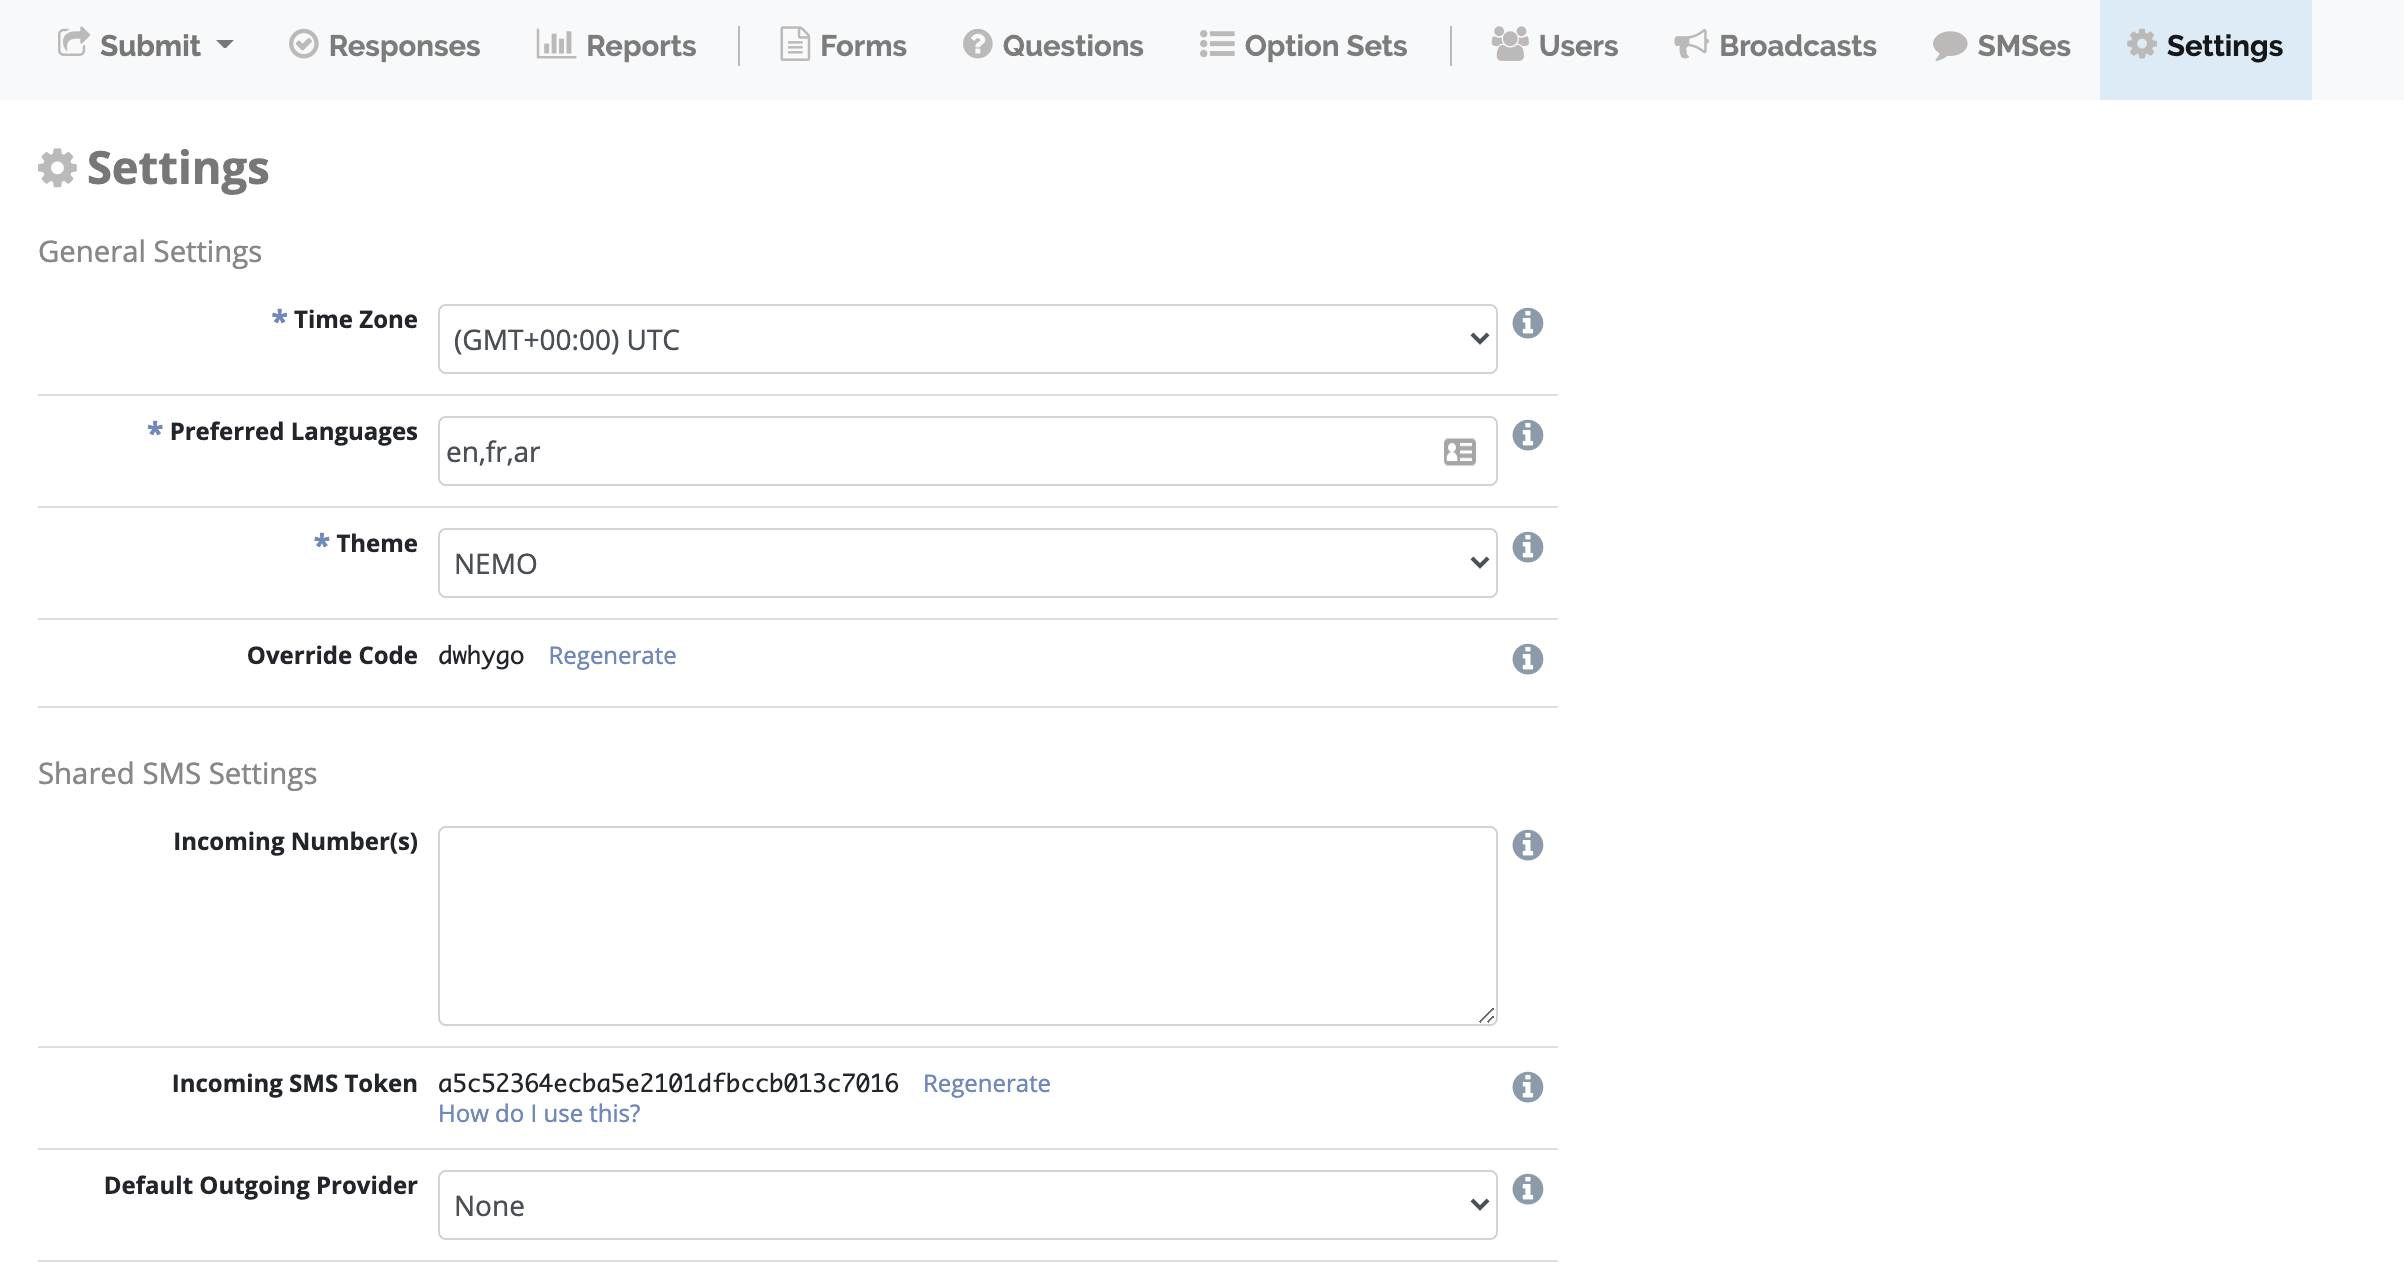 Submit Responses Reports Forms Questions Option Sets Users Broadcasts SMSes Settings
Settings
General Settings
* Time Zone (GMT+00:00) UTC
* Preferred Languages en,fr,ar
* Theme NEMO
Override Code dwhygo Regenerate
Shared SMS Settings
Incoming Number(s)
Incoming SMS Token a5c52364ecba5e2101dfbccb013c7016 Regenerate
How do I use this?
Default Outgoing Provider None